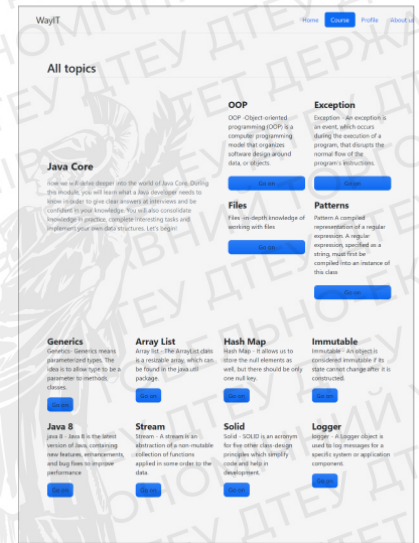 WayIT
Home Course Profile About us
All topics
OOP
OOP -Object-oriented
programming (OOP) is a
computer programming
model that organizes
software design around
data, or objects
Go on
Exception
Exception - An exception is
an event, which occurs
during the execution of a
program, that disrupts the
normal flow of the
program's instructions.
Go on
Java Core
now we will delve deeper into the world of Java Core. During
this module, you will learn what a Java developer needs to
know in order to give clear answers at interviews and be
confident in your knowledge. You will also consolidate
knowledge in practice, complete interesting tasks and
implement your own data structures. Let's begin!
Files
Files -in-depth knowledge of
working with files
Go on
Patterns
Pattern A compiled
representation of a regular
expression. A regular
expression, specified as a
string, must first be
compiled into an instance of
this class
Go on
Generics
Genetics- Generics means
parameterized types. The
idea is to allow type to be a
parameter to methods,
classes.
Go on
Array List
Array list - The ArrayList class
is a resizable array, which can
be found in the java.util
package.
Go on
Hash Map
Hash Map - It allows us to
store the null elements as
well, but there should be only
one null key.
Go on
Immutable
Immutable - An object is
considered immutable if its
state cannot change after it is
constructed.
Go on
Java 8
java 8 - Java 8 is the latest
version of Java, containing
new features, enhancements,
and bug fixes to improve
performance
Go on
Stream
Stream - A stream is an
abstraction of a non-mutable
collection of functions
applied in some order to the
data.
Go on
Solid
Solid - SOLID is an acronym
for five other class-design
principles which simplify
code and help in
development.
Go on
Logger
logger - A Logger object is
used to log messages for a
specific system or application
component.
Go on